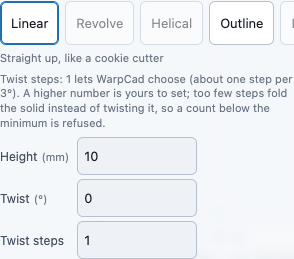 Linear Revolve Helical Outline
Straight up, like a cookie cutter
Twist steps: 1 lets WarpCad choose (about one step per
3°). A higher number is yours to set; too few steps fold
the solid instead of twisting it, so a count below the
minimum is refused.
Height (mm) 10
Twist (°) 0
Twist steps 1